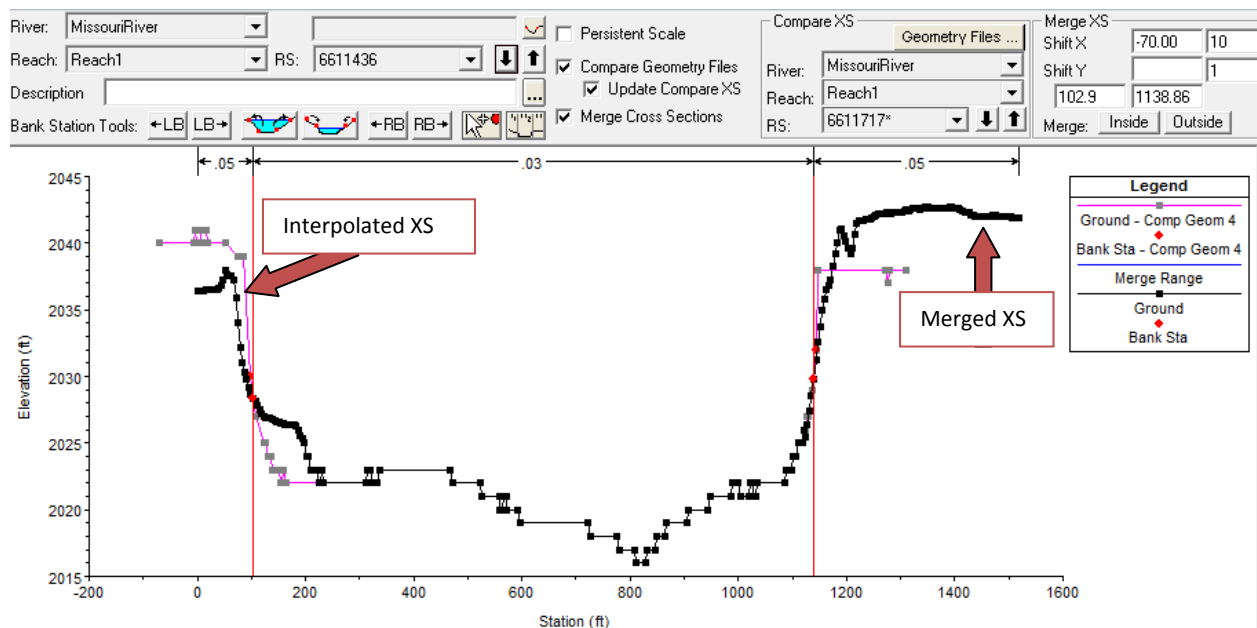 River: MissouriRiver
Reach: Reach1 RS: 6611436
Description ...
Bank Station Tools: ←LB LB→ ←RB RB→
Persistent Scale
Compare Geometry Files
Update Compare XS
Merge Cross Sections
Compare XS
Geometry Files ...
River: MissouriRiver
Reach: Reach1
RS: 6611717*
Merge XS
Shift X -70.00 10
Shift Y 1
102.9 1138.86
Merge: Inside Outside
.05 .03 .05
2045
2040
2035
2030
2025
2020
2015
Elevation (ft)
Interpolated XS
Merged XS
Legend
Ground - Comp Geom 4
Bank Sta - Comp Geom 4
Merge Range
Ground
Bank Sta
-200 0 200 400 600 800 1000 1200 1400 1600
Station (ft)